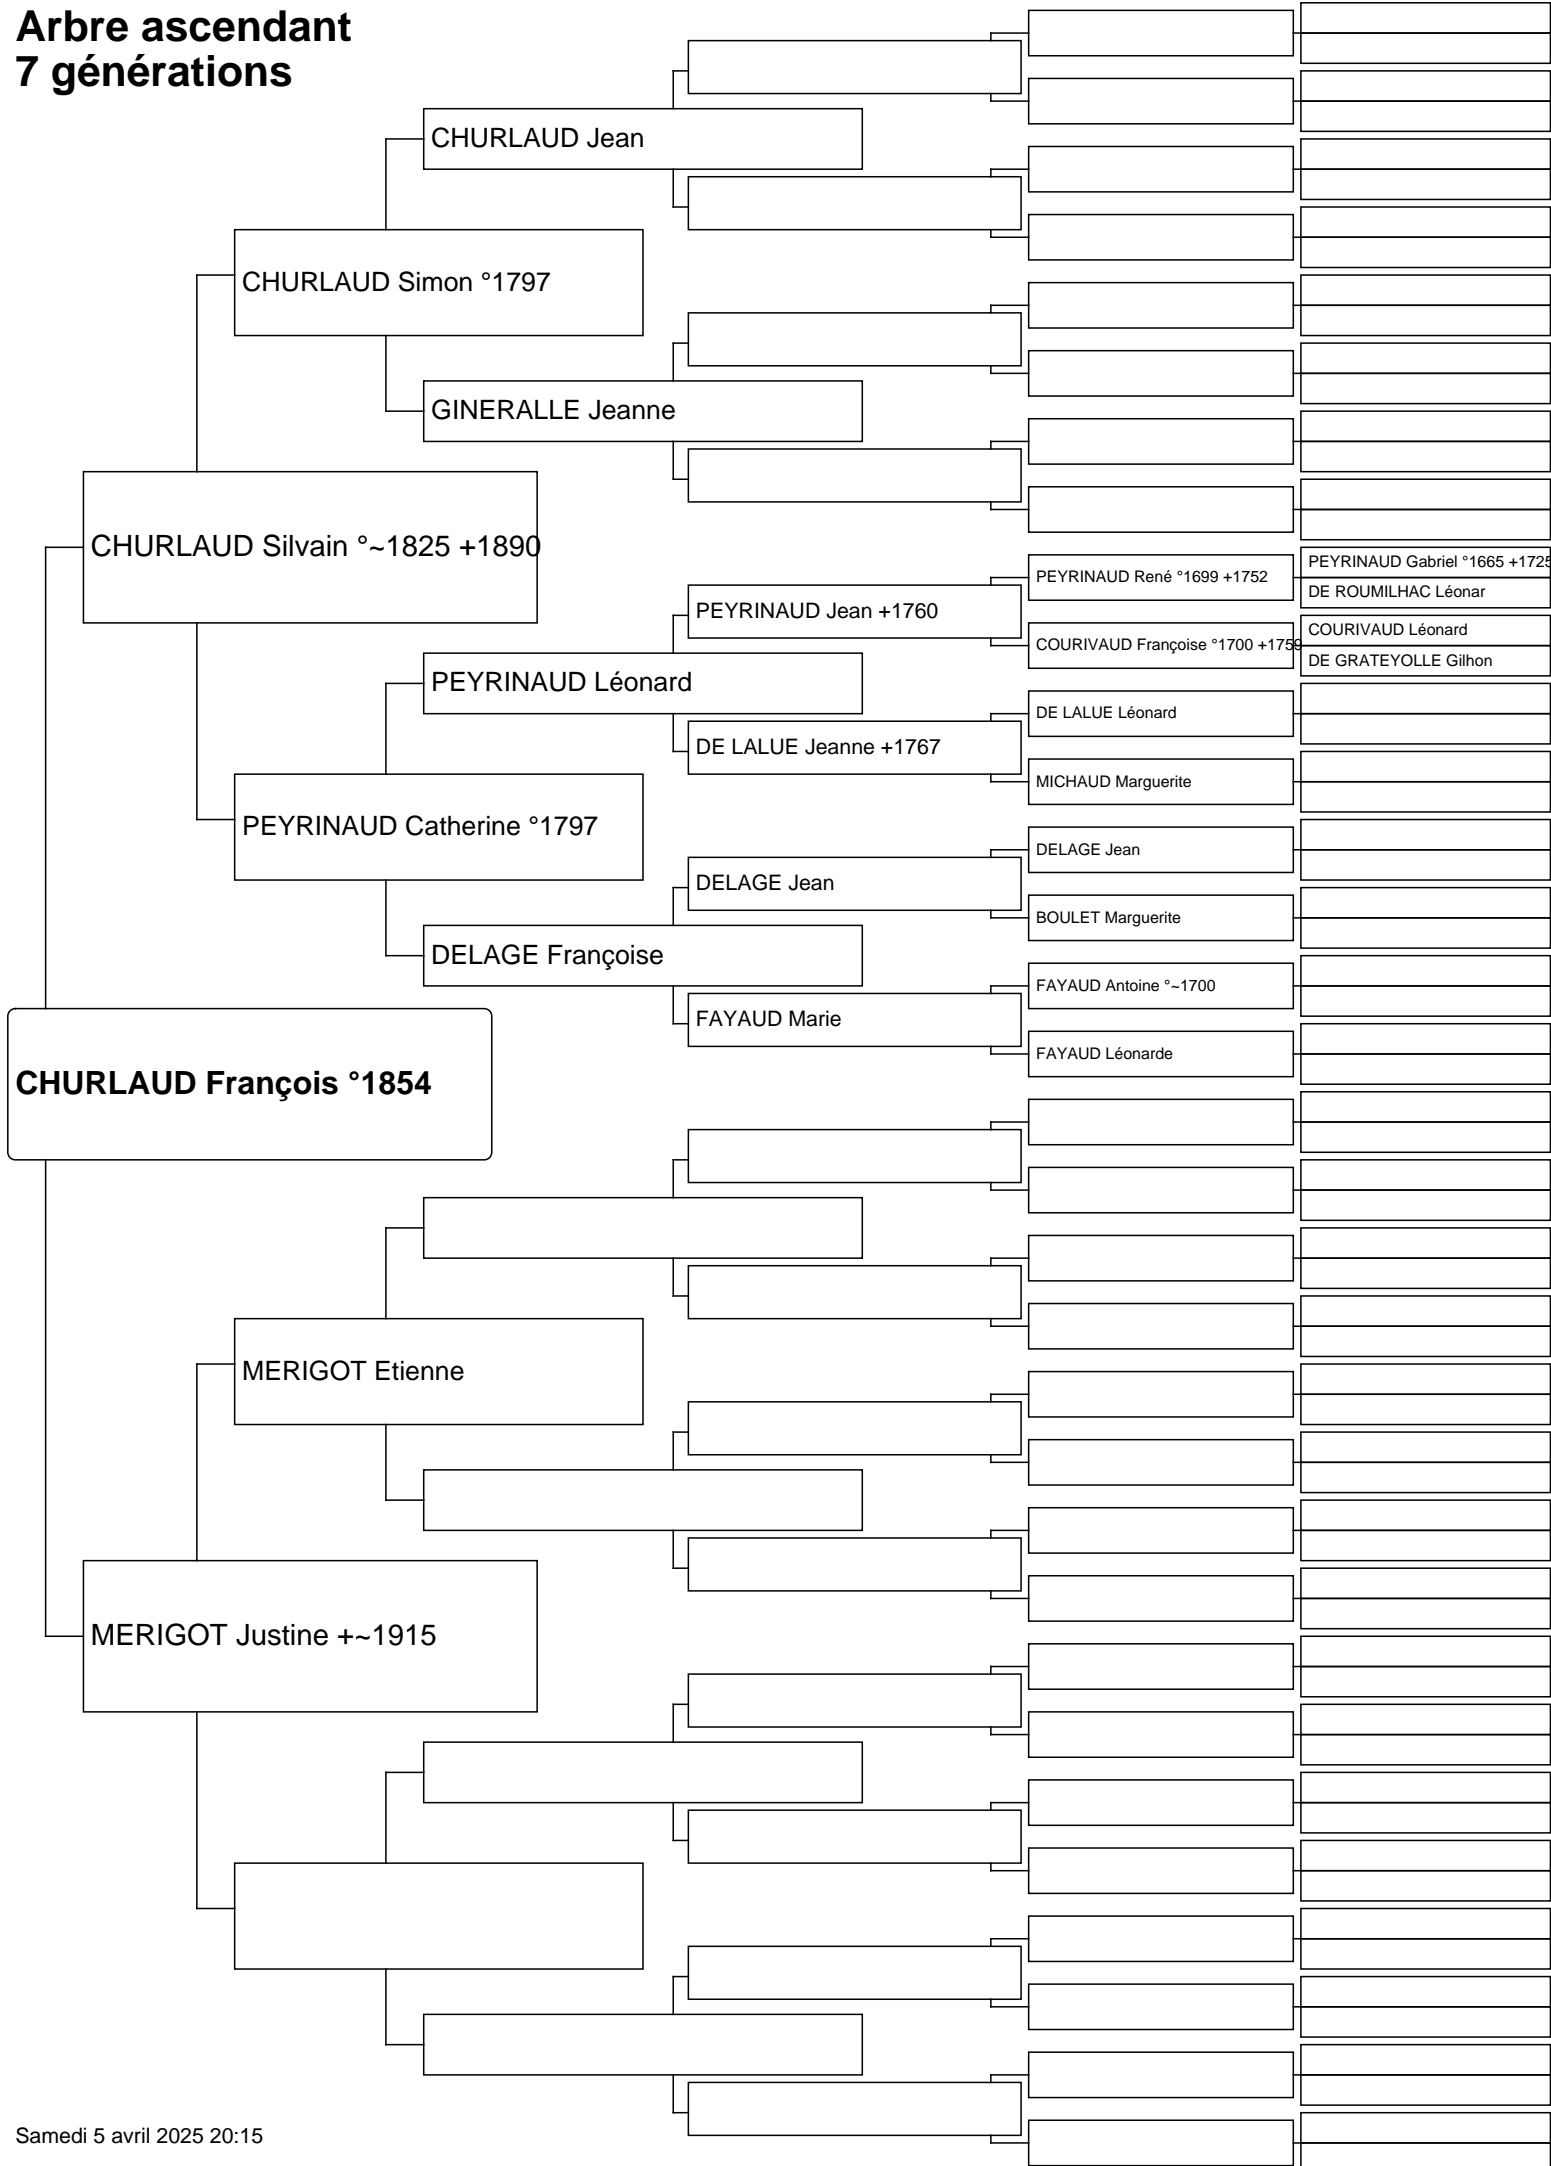 Arbre ascendant
7 générations
CHURLAUD Jean
CHURLAUD Simon °1797
GINERALLE Jeanne
CHURLAUD Silvain °~1825 +1890
PEYRINAUD René °1699 +1752
PEYRINAUD Gabriel °1665 +1725
DE ROUMILHAC Léonar
PEYRINAUD Jean +1760
COURIVAUD Françoise °1700 +1759
COURIVAUD Léonard
DE GRATEYOLLE Gilhon
PEYRINAUD Léonard
DE LALUE Léonard
DE LALUE Jeanne +1767
MICHAUD Marguerite
PEYRINAUD Catherine °1797
DELAGE Jean
DELAGE Jean
BOULET Marguerite
DELAGE Françoise
FAYAUD Antoine °~1700
FAYAUD Marie
FAYAUD Léonarde
CHURLAUD François °1854
MERIGOT Etienne
MERIGOT Justine +~1915
Samedi 5 avril 2025 20:15